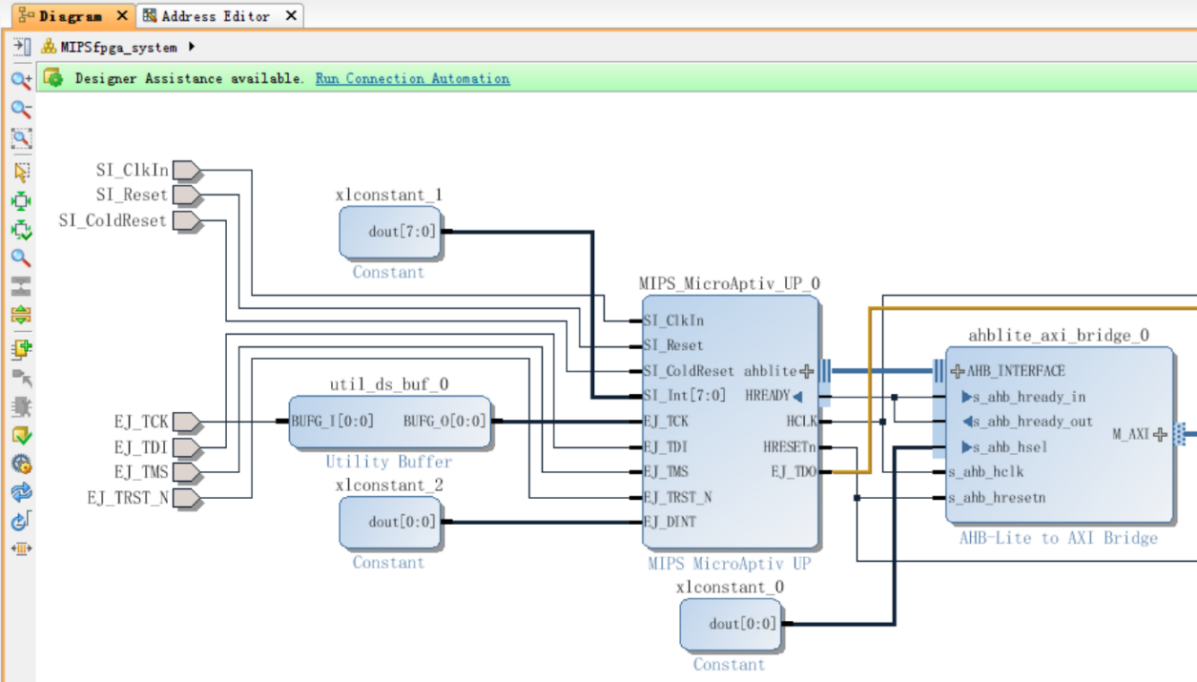 Diagram
Address Editor
MIPSfpga_system
Designer Assistance available. Run Connection Automation
SI_ClkIn
SI_Reset
SI_ColdReset
xlconstant_1
dout[7:0]
Constant
util_ds_buf_0
BUFG_I[0:0] BUFG_O[0:0]
Utility Buffer
EJ_TCK
EJ_TDI
EJ_TMS
EJ_TRST_N
xlconstant_2
dout[0:0]
Constant
MIPS_MicroAptiv_UP_0
SI_ClkIn
SI_Reset
SI_ColdReset ahblite
SI_Int[7:0] HREADY
EJ_TCK HCLK
EJ_TDI HRESETn
EJ_TMS EJ_TDO
EJ_TRST_N
EJ_DINT
MIPS MicroAptiv UP
xlconstant_0
dout[0:0]
Constant
ahblite_axi_bridge_0
AHB_INTERFACE
s_ahb_hready_in
s_ahb_hready_out
M_AXI
s_ahb_hsel
s_ahb_hclk
s_ahb_hresetn
AHB-Lite to AXI Bridge